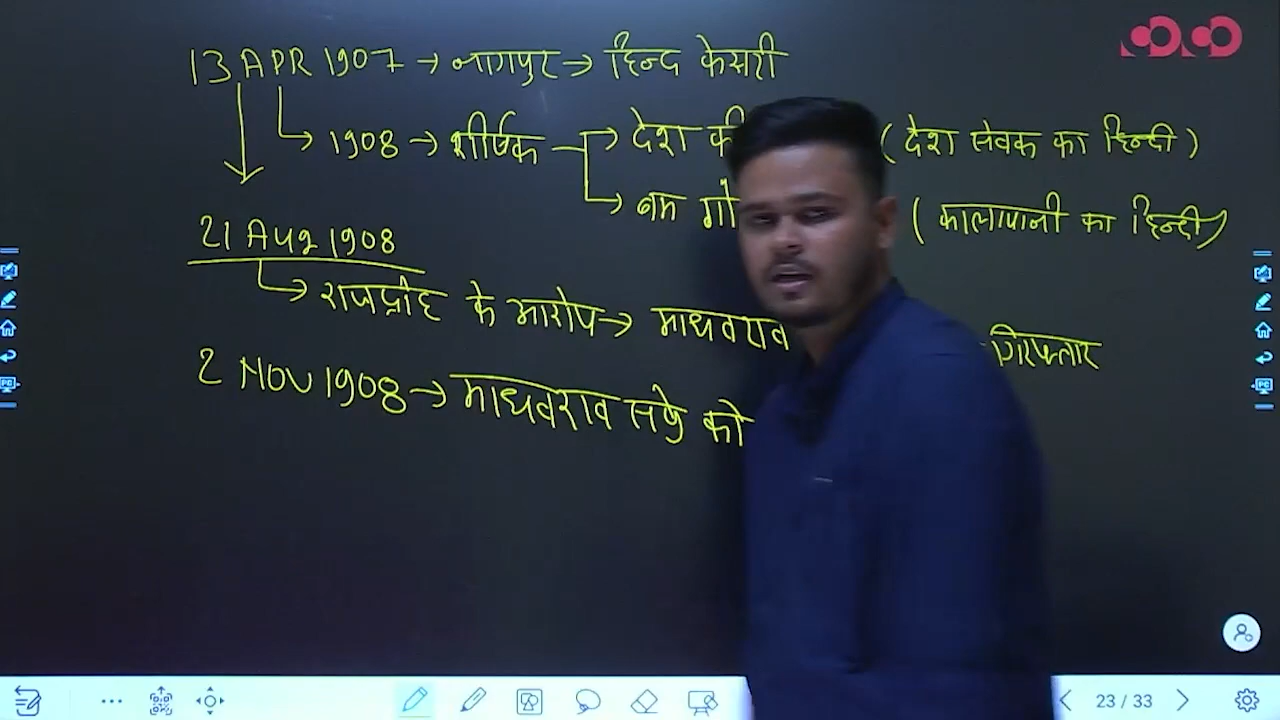 13 APR 1907 → नागपुर → हिन्द केसरी
1908 → शीर्षक → देश की (देश सेवक का हिन्दी)
→ बम गो (कालापानी का हिन्दी)
21 Aug 1908
राजद्रोह के आरोप → माधवराव गिरफ्तार
2 NOV 1908 → माधवराव सप्रे को
23 / 33